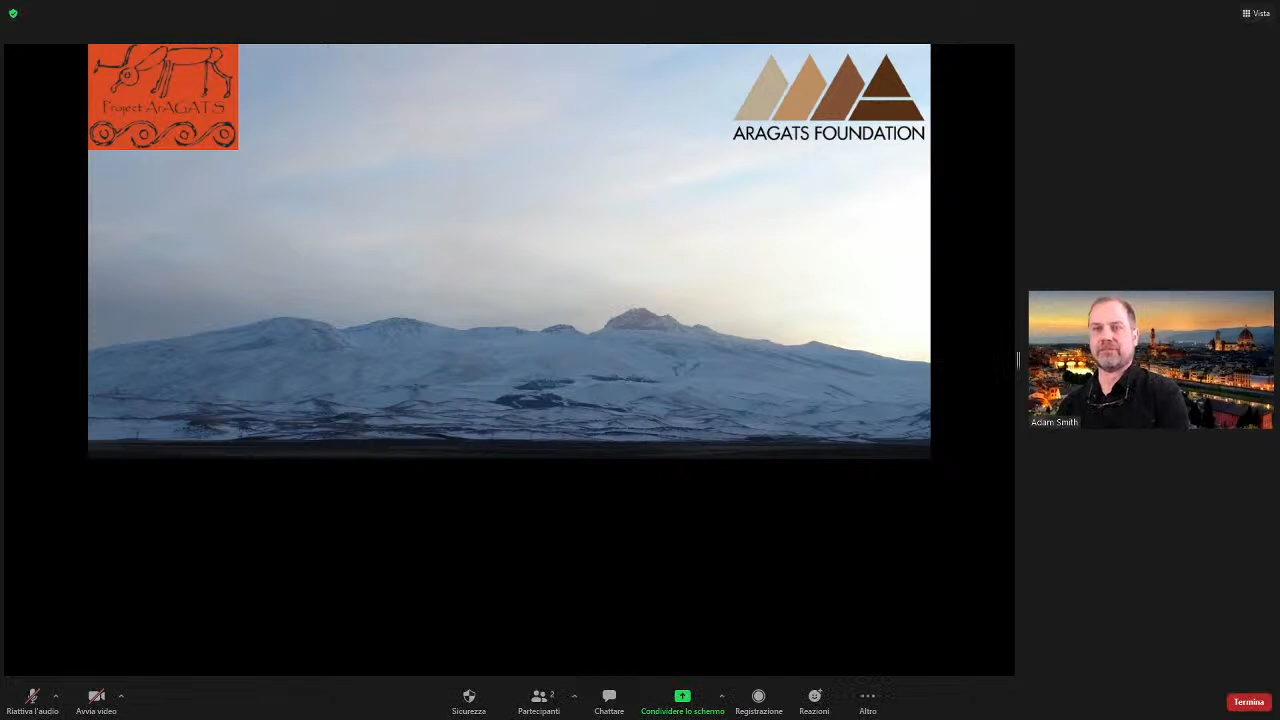 Vista
Project ArAGATS
ARAGATS FOUNDATION
Adam Smith
Riattiva l'audio
Avvia video
Sicurezza
2
Partecipanti
Chattare
Condividere lo schermo
Registrazione
Reazioni
Altro
Termina